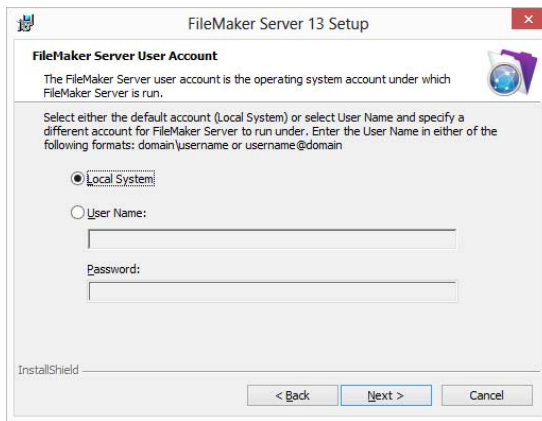 FileMaker Server 13 Setup
FileMaker Server User Account
The FileMaker Server user account is the operating system account under which
FileMaker Server is run.
Select either the default account (Local System) or select User Name and specify a
different account for FileMaker Server to run under. Enter the User Name in either of the
following formats: domain\username or username@domain
Local System
User Name:
Password:
InstallShield
< Back
Next >
Cancel